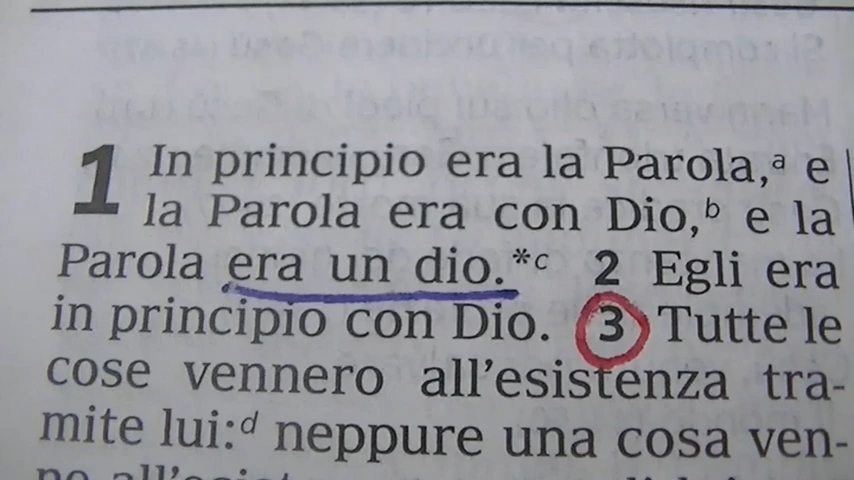 1 In principio era la Parola,ᵃ e
la Parola era con Dio,ᵇ e la
Parola era un dio.*ᶜ 2 Egli era
in principio con Dio. 3 Tutte le
cose vennero all'esistenza tra-
mite lui:ᵈ neppure una cosa ven-